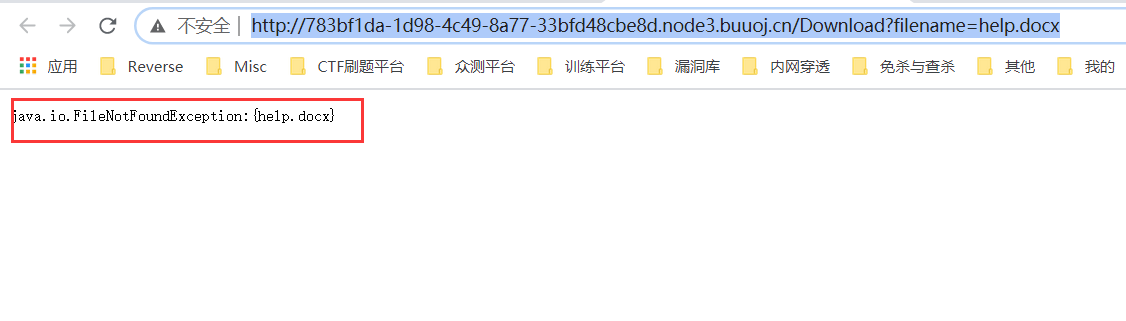 不安全 | http://783bf1da-1d98-4c49-8a77-33bfd48cbe8d.node3.buuoj.cn/Download?filename=help.docx
应用 Reverse Misc CTF刷题平台 众测平台 训练平台 漏洞库 内网穿透 免杀与查杀 其他 我的
java.io.FileNotFoundException:{help.docx}